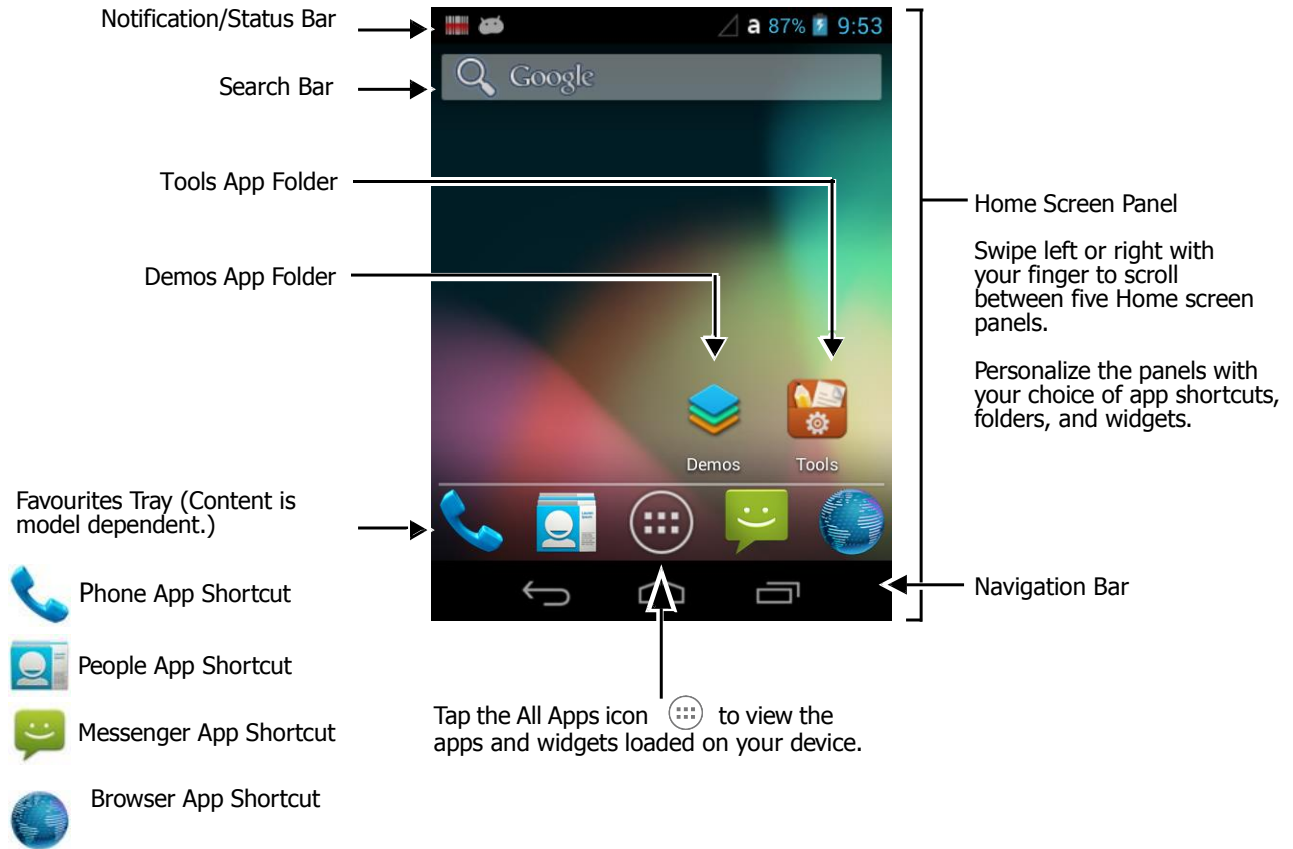 Notification/Status Bar
a 87% 9:53
Search Bar
Google
Tools App Folder
Demos App Folder
Home Screen Panel
Swipe left or right with
your finger to scroll
between five Home screen
panels.
Personalize the panels with
your choice of app shortcuts,
folders, and widgets.
Demos
Tools
Favourites Tray (Content is
model dependent.)
Phone App Shortcut
People App Shortcut
Messenger App Shortcut
Browser App Shortcut
Navigation Bar
Tap the All Apps icon to view the
apps and widgets loaded on your device.